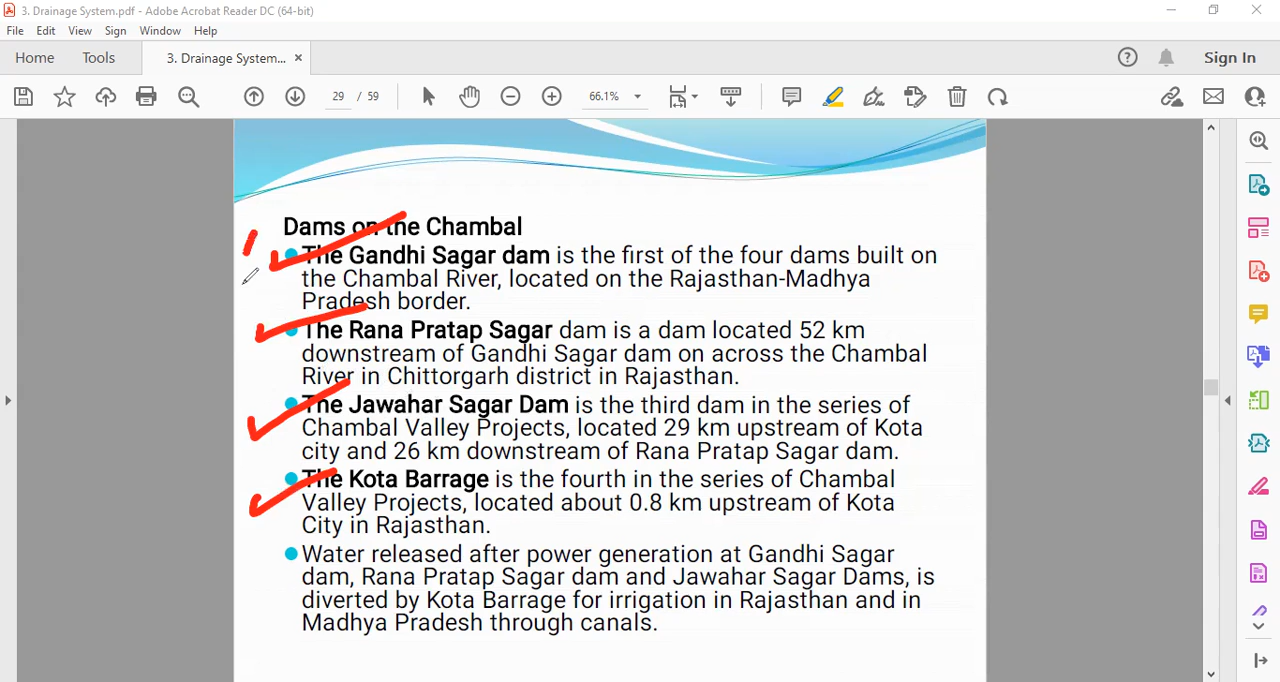 3. Drainage System.pdf - Adobe Acrobat Reader DC (64-bit)
File Edit View Sign Window Help
Home Tools 3. Drainage System... × Sign In
29 / 59 66.1%
Dams on the Chambal
The Gandhi Sagar dam is the first of the four dams built on
the Chambal River, located on the Rajasthan-Madhya
Pradesh border.
The Rana Pratap Sagar dam is a dam located 52 km
downstream of Gandhi Sagar dam on across the Chambal
River in Chittorgarh district in Rajasthan.
The Jawahar Sagar Dam is the third dam in the series of
Chambal Valley Projects, located 29 km upstream of Kota
city and 26 km downstream of Rana Pratap Sagar dam.
The Kota Barrage is the fourth in the series of Chambal
Valley Projects, located about 0.8 km upstream of Kota
City in Rajasthan.
Water released after power generation at Gandhi Sagar
dam, Rana Pratap Sagar dam and Jawahar Sagar Dams, is
diverted by Kota Barrage for irrigation in Rajasthan and in
Madhya Pradesh through canals.